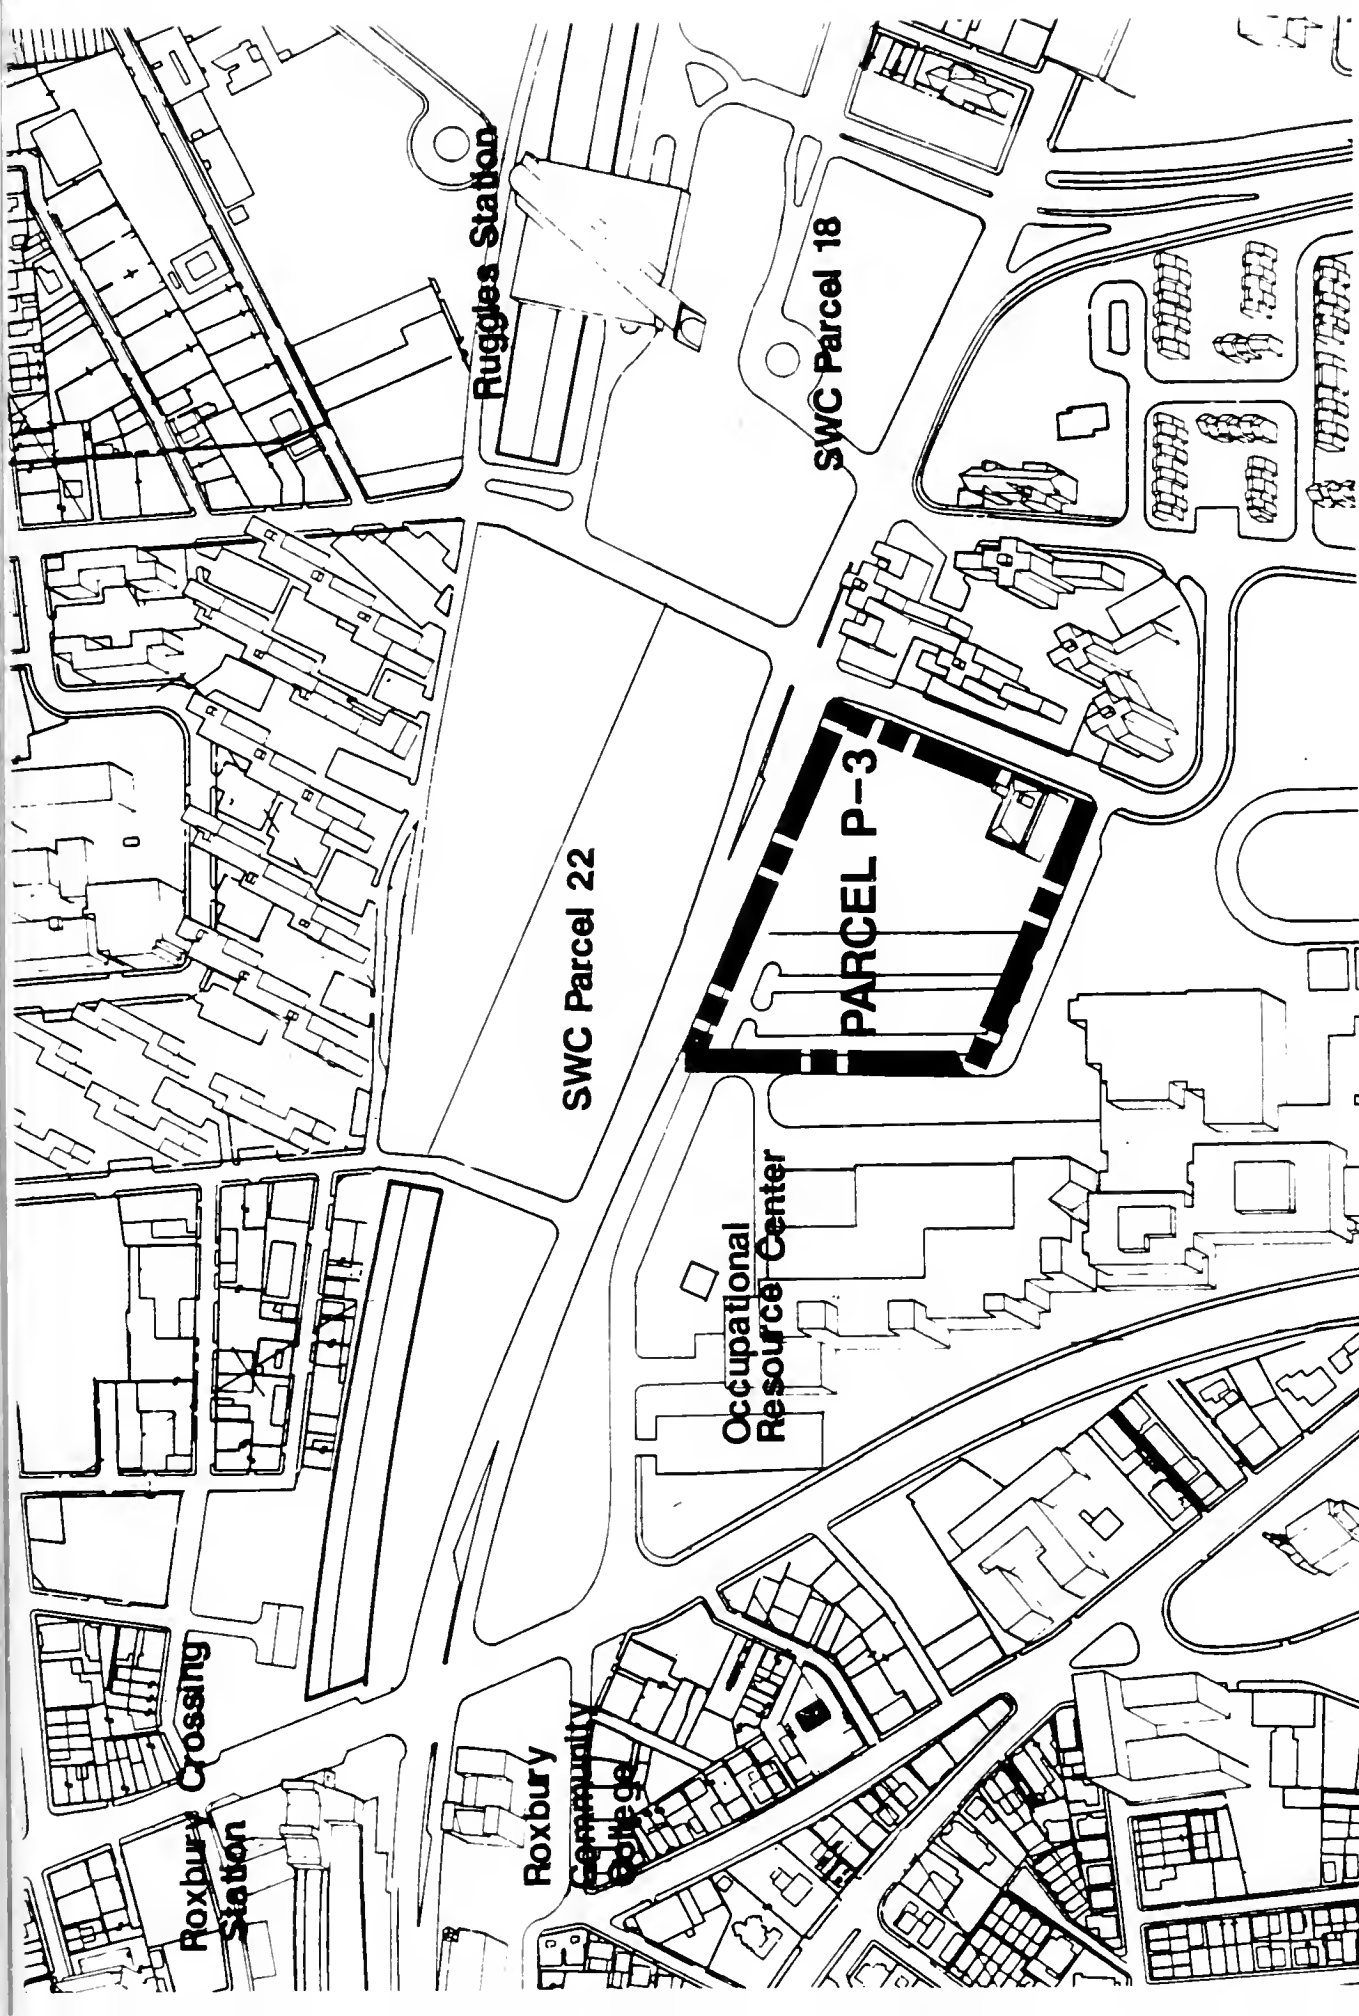 Ruggles Station
SWC Parcel 18
SWC Parcel 22
PARCEL P-3
Occupational
Resource Center
Roxbury Crossing
Station
Roxbury
Community
College